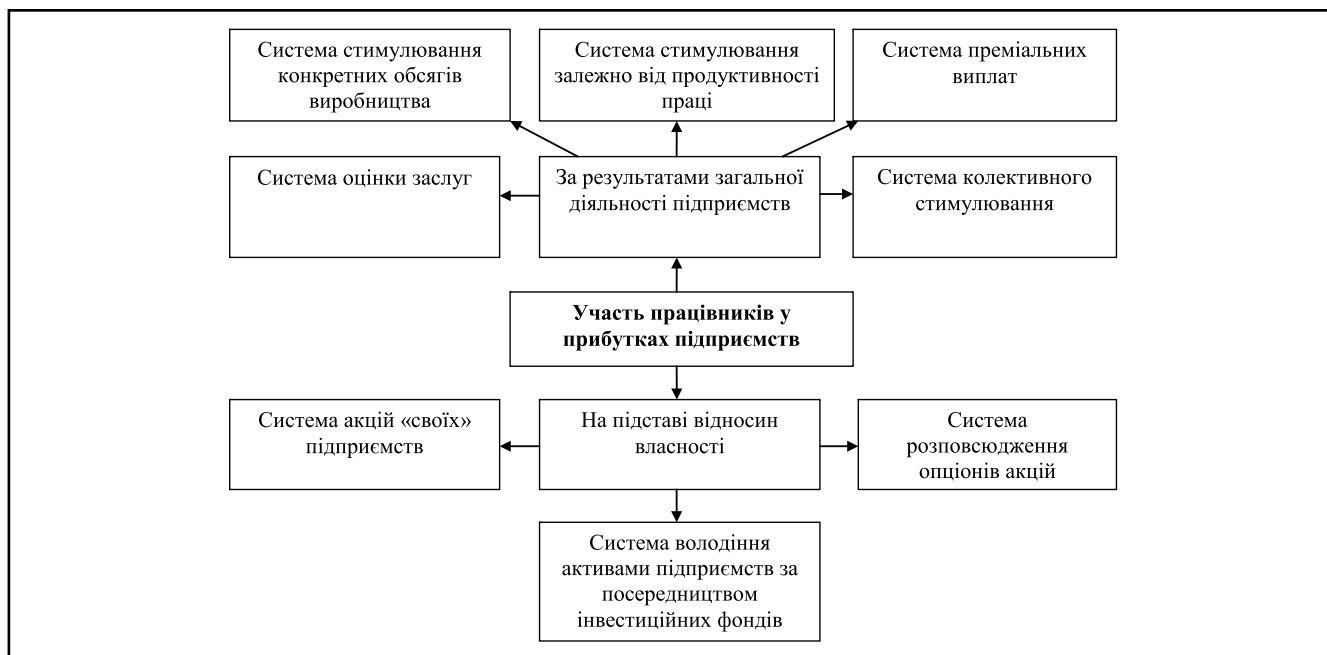 Система стимулювання
конкретних обсягів
виробництва
Система стимулювання
залежно від продуктивності
праці
Система преміальних
виплат
Система оцінки заслуг
За результатами загальної
діяльності підприємств
Система колективного
стимулювання
Участь працівників у
прибутках підприємств
Система акцій «своїх»
підприємств
На підставі відносин
власності
Система
розповсюдження
опціонів акцій
Система володіння
активами підприємств за
посередництвом
інвестиційних фондів